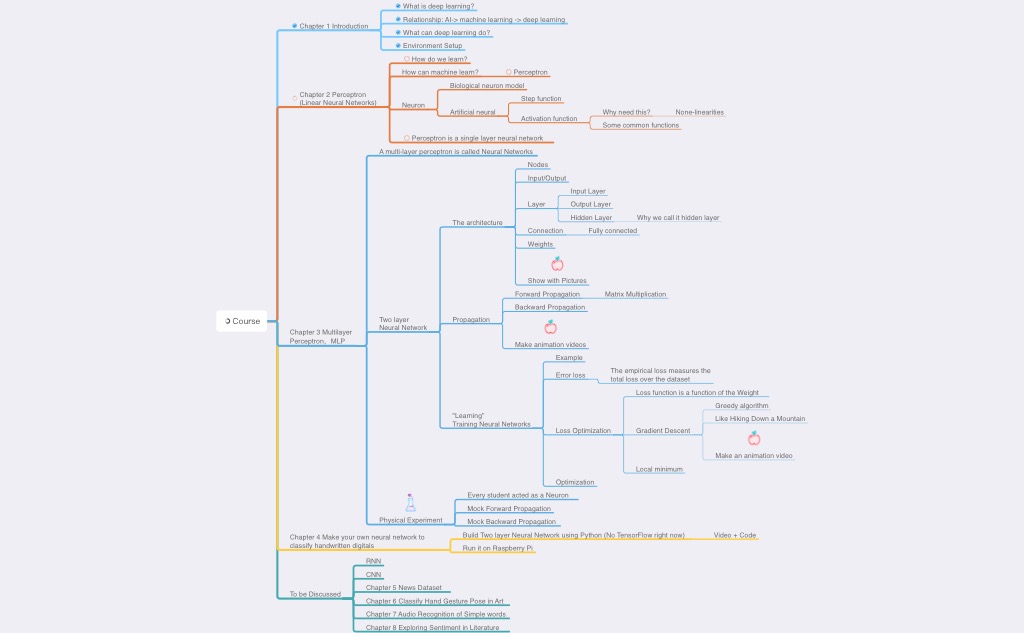 What is deep learning?
Chapter 1 Introduction
Relationship: AI-> machine learning -> deep learning
What can deep learning do?
Environment Setup
How do we learn?
How can machine learn?
Perceptron
Chapter 2 Perceptron
(Linear Neural Networks)
Neuron
Biological neuron model
Artificial neural
Step function
Activation function
Why need this?
None-linearities
Some common functions
Perceptron is a single layer neural network
A multi-layer perceptron is called Neural Networks
Course
Chapter 3 Multilayer
Perceptron, MLP
Two layer
Neural Network
The architecture
Nodes
Input/Output
Layer
Input Layer
Output Layer
Hidden Layer
Why we call it hidden layer
Connection
Fully connected
Weights
Show with Pictures
Propagation
Forward Propagation
Matrix Multiplication
Backward Propagation
Make animation videos
"Learning"
Training Neural Networks
Example
Error loss
The empirical loss measures the
total loss over the dataset
Loss Optimization
Loss function is a function of the Weight
Gradient Descent
Greedy algorithm
Like Hiking Down a Mountain
Make an animation video
Local minimum
Optimization
Physical Experiment
Every student acted as a Neuron
Mock Forward Propagation
Mock Backward Propagation
Chapter 4 Make your own neural network to
classify handwritten digitals
Build Two layer Neural Network using Python (No TensorFlow right now)
Video + Code
Run it on Raspberry Pi
To be Discussed
RNN
CNN
Chapter 5 News Dataset
Chapter 6 Classify Hand Gesture Pose in Art
Chapter 7 Audio Recognition of Simple words
Chapter 8 Exploring Sentiment in Literature